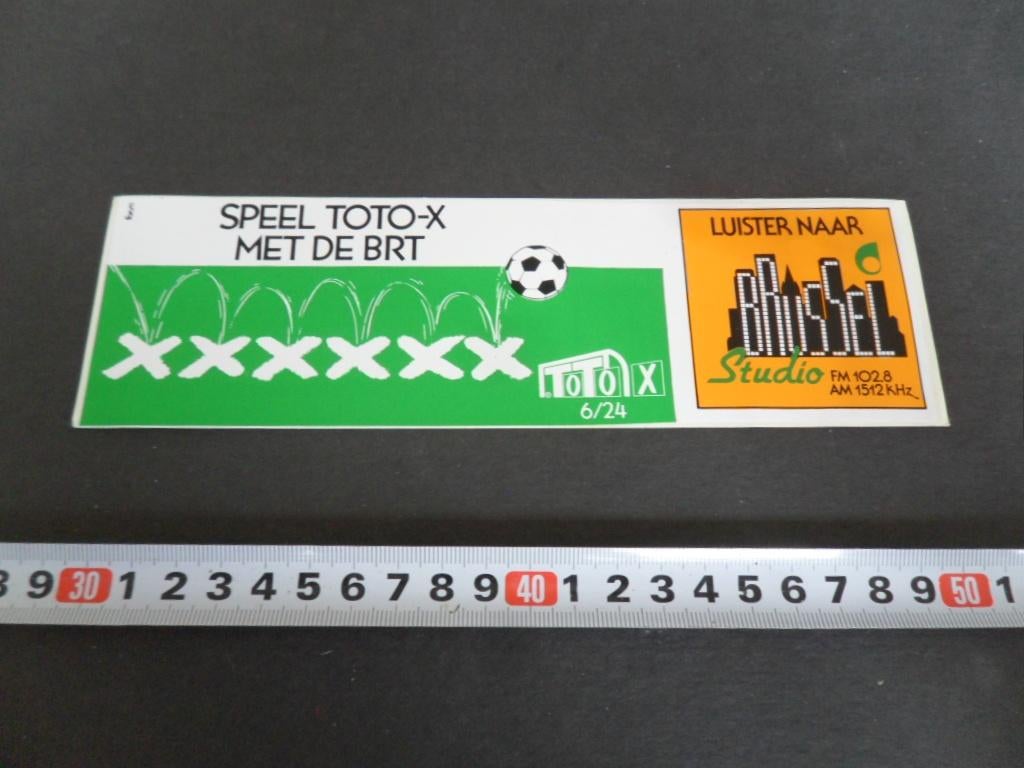 SPEEL TOTO-X
MET DE BRT
XXXXXX
TOTO X
6/24
LUISTER NAAR
BRUSSEL
Studio
FM 102.8
AM 1512 KHz
9 30 1 2 3 4 5 6 7 8 9 40 1 2 3 4 5 6 7 8 9 50 1